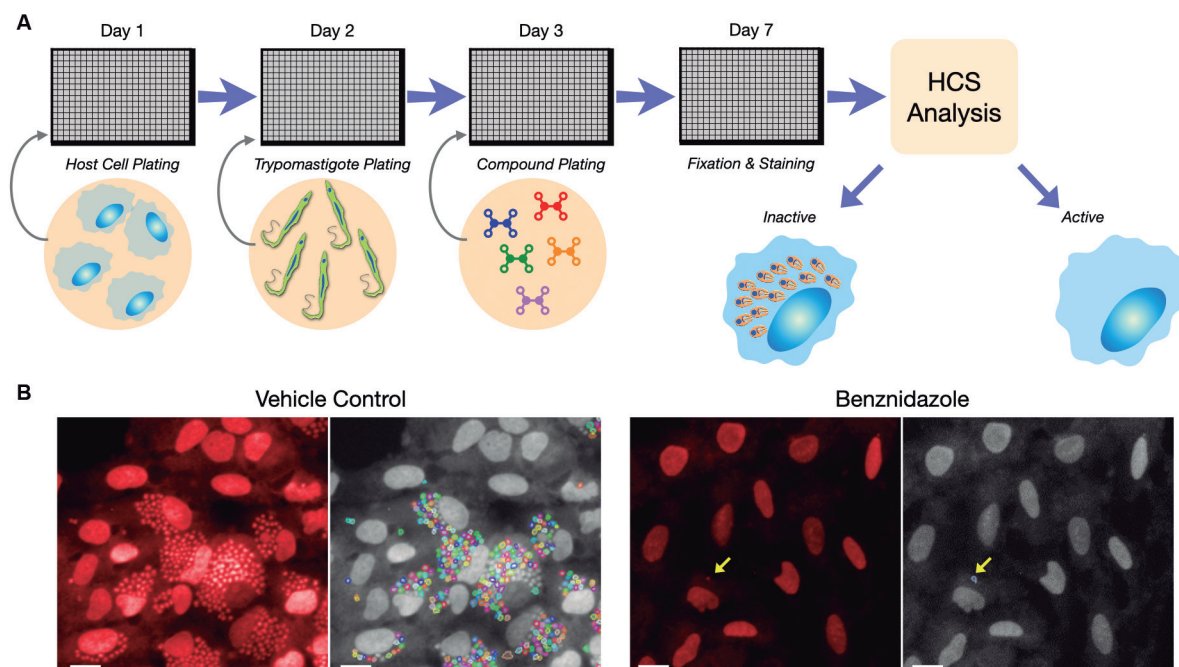 A
Day 1
Day 2
Day 3
Day 7
HCS
Analysis
Host Cell Plating
Trypomastigote Plating
Compound Plating
Fixation & Staining
Inactive
Active
B
Vehicle Control
Benznidazole